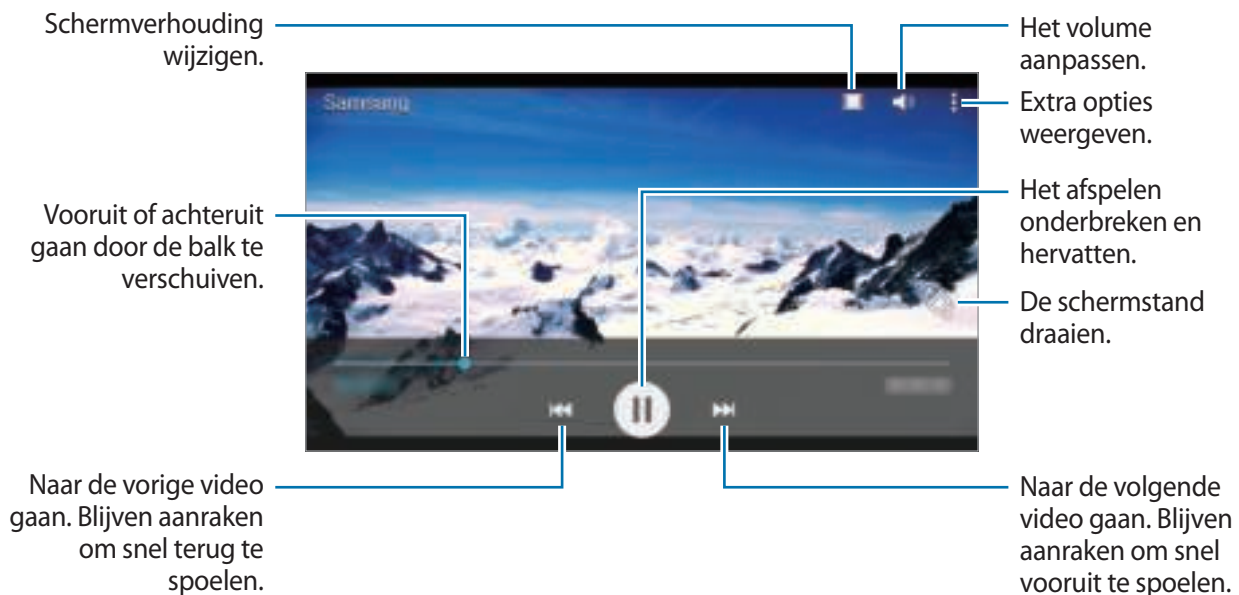 Schermverhouding
wijzigen.
Het volume
aanpassen.
Samsung
Extra opties
weergeven.
Vooruit of achteruit
gaan door de balk te
verschuiven.
Het afspelen
onderbreken en
hervatten.
De schermstand
draaien.
Naar de vorige video
gaan. Blijven aanraken
om snel terug te
spoelen.
Naar de volgende
video gaan. Blijven
aanraken om snel
vooruit te spoelen.